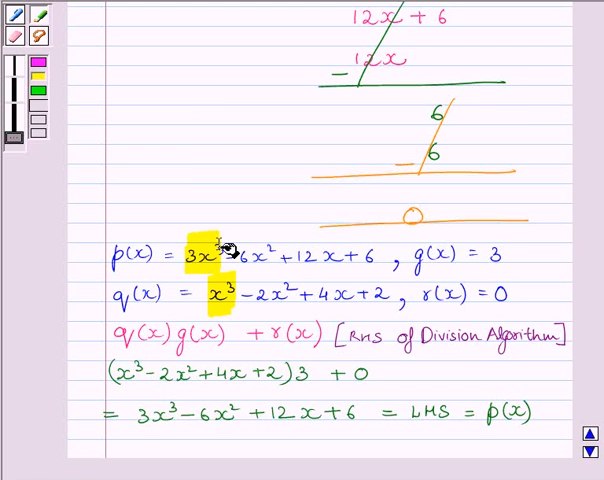 12x + 6
- 12x
6
- 6
0
p(x) = 3x³ - 6x² + 12x + 6 , g(x) = 3
q(x) = x³ - 2x² + 4x + 2 , r(x) = 0
q(x) g(x) + r(x) [RHS of Division Algorithm]
(x³ - 2x² + 4x + 2) 3 + 0
= 3x³ - 6x² + 12x + 6 = LHS = p(x)